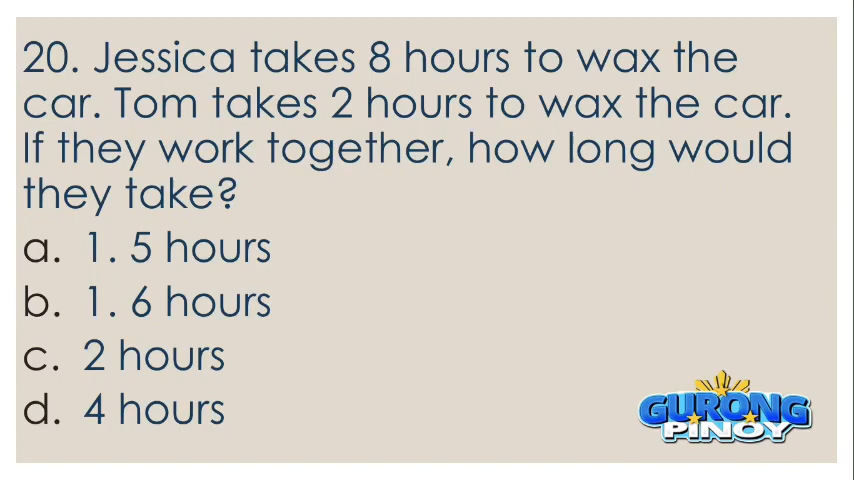 20. Jessica takes 8 hours to wax the
car. Tom takes 2 hours to wax the car.
If they work together, how long would
they take?
a. 1. 5 hours
b. 1. 6 hours
c. 2 hours
d. 4 hours
GURONG
PINOY